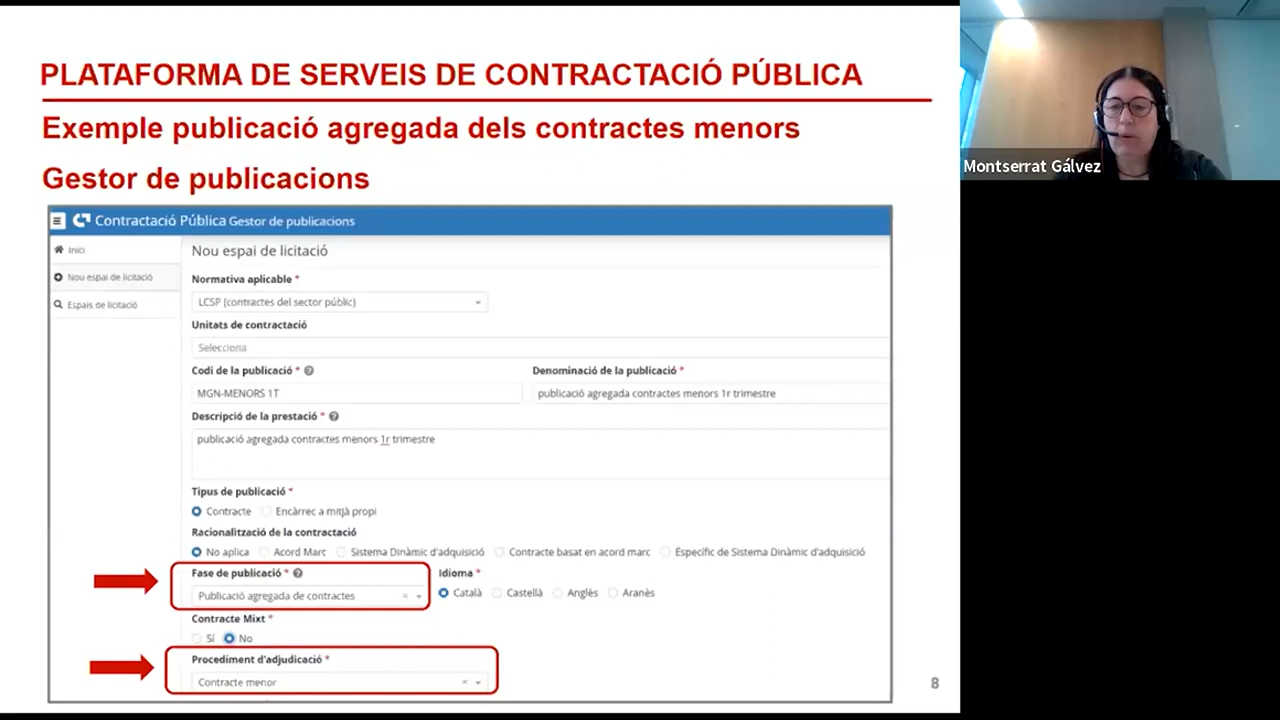 PLATAFORMA DE SERVEIS DE CONTRACTACIÓ PÚBLICA
Exemple publicació agregada dels contractes menors
Gestor de publicacions
Montserrat Gálvez
Contractació Pública Gestor de publicacions
Inici
Nou espai de licitació
Espais de licitació
Nou espai de licitació
Normativa aplicable *
LCSP (contractes del sector públic)
Unitats de contractació
Selecciona
Codi de la publicació * Denominació de la publicació *
MGN-MENORS 1T publicació agregada contractes menors 1r trimestre
Descripció de la prestació *
publicació agregada contractes menors 1r trimestre
Tipus de publicació *
Contracte Encàrrec a mitjà propi
Racionalització de la contractació
No aplica Acord Marc Sistema Dinàmic d'adquisició Contracte basat en acord marc Específic de Sistema Dinàmic d'adquisició
Fase de publicació * Idioma *
Publicació agregada de contractes × Català Castellà Anglès Aranès
Contracte Mixt *
Sí No
Procediment d'adjudicació *
Contracte menor ×
8